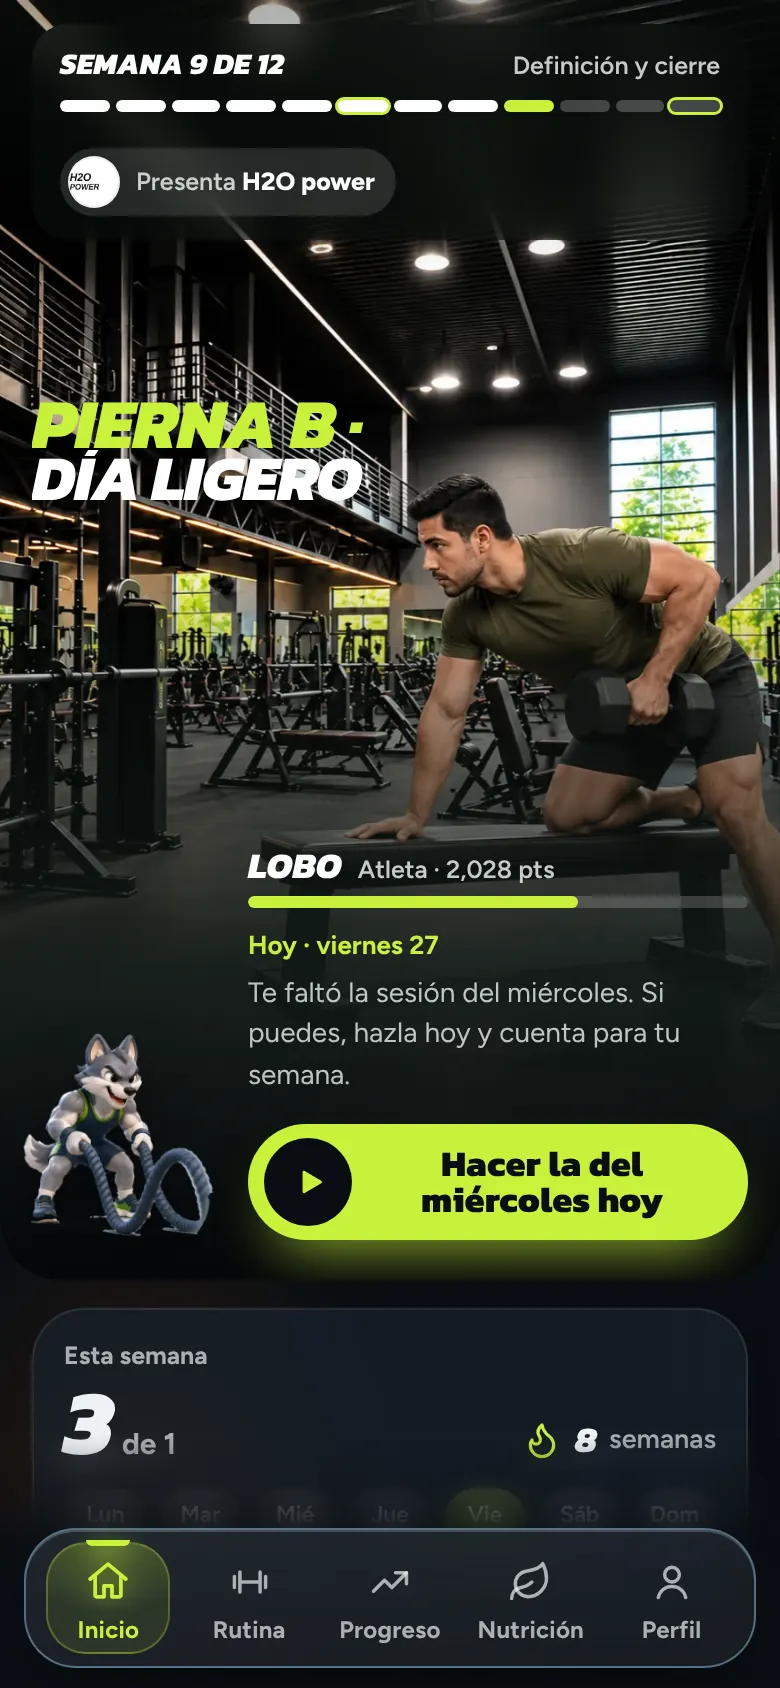 SEMANA 9 DE 12
Definición y cierre
H2O
POWER
Presenta H2O power
PIERNA B ·
DÍA LIGERO
LOBO Atleta · 2,028 pts
Hoy · viernes 27
Te faltó la sesión del miércoles. Si
puedes, hazla hoy y cuenta para tu
semana.
Hacer la del
miércoles hoy
Esta semana
3 de 1
8 semanas
Lun Mar Mié Jue Vie Sáb Dom
Inicio Rutina Progreso Nutrición Perfil